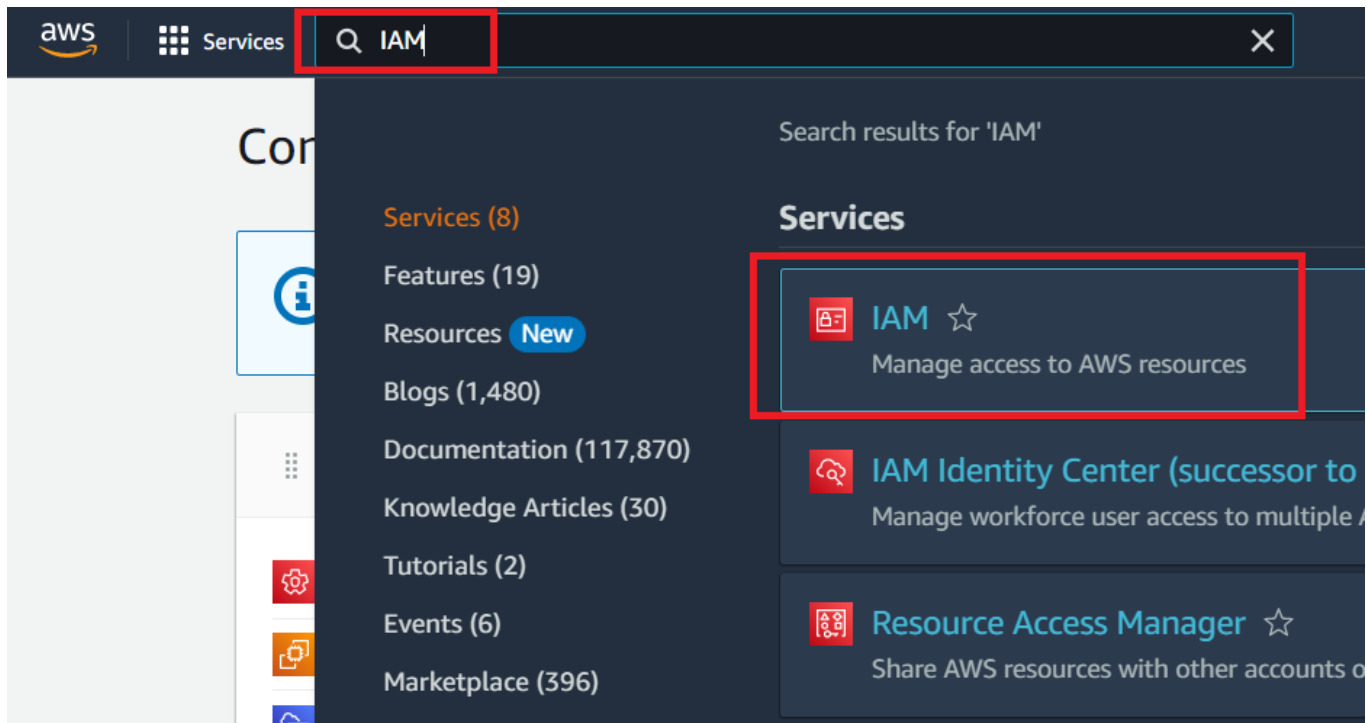 aws
Services
IAM
Con
Search results for 'IAM'
Services (8)
Features (19)
Resources New
Blogs (1,480)
Documentation (117,870)
Knowledge Articles (30)
Tutorials (2)
Events (6)
Marketplace (396)
Services
IAM
Manage access to AWS resources
IAM Identity Center (successor to
Manage workforce user access to multiple
Resource Access Manager
Share AWS resources with other accounts